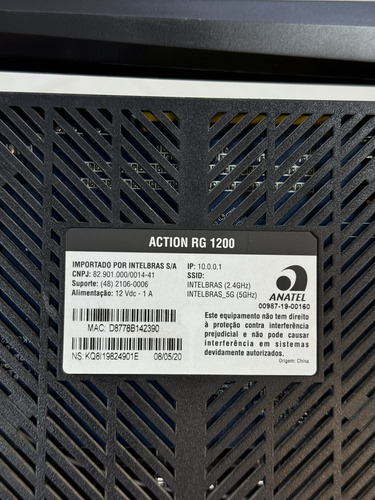 ACTION RG 1200
IMPORTADO POR INTELBRAS S/A
CNPJ: 82.901.000/0014-41
Suporte: (48) 2106-0006
Alimentação: 12 Vdc - 1 A
IP: 10.0.0.1
SSID:
INTELBRAS (2.4GHz)
INTELBRAS_5G (5GHz)
ANATEL
00987-19-00160
MAC: D8778B142390
NS: KQ8I19824901E 08/05/20
Este equipamento não tem direito
à proteção contra interferência
prejudicial e não pode causar
interferência em sistemas
devidamente autorizados.
Origem: China